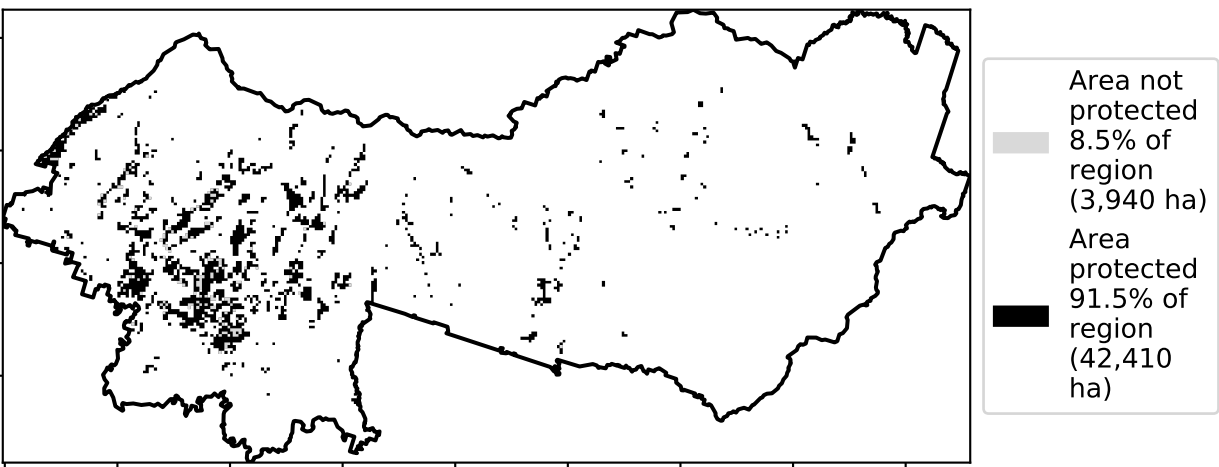 Area not
protected
8.5% of
region
(3,940 ha)
Area
protected
91.5% of
region
(42,410
ha)